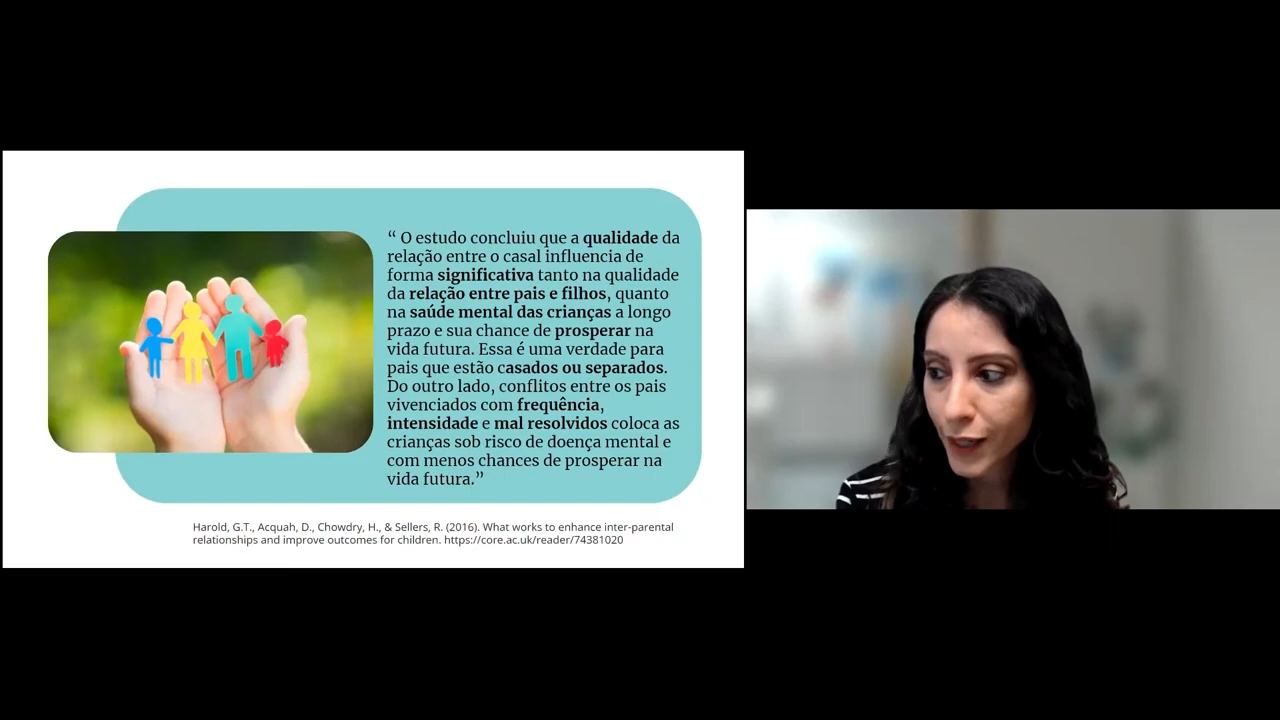 “ O estudo concluiu que a qualidade da
relação entre o casal influencia de
forma significativa tanto na qualidade
da relação entre pais e filhos, quanto
na saúde mental das crianças a longo
prazo e sua chance de prosperar na
vida futura. Essa é uma verdade para
pais que estão casados ou separados.
Do outro lado, conflitos entre os pais
vivenciados com frequência,
intensidade e mal resolvidos coloca as
crianças sob risco de doença mental e
com menos chances de prosperar na
vida futura.”
Harold, G.T., Acquah, D., Chowdry, H., & Sellers, R. (2016). What works to enhance inter-parental
relationships and improve outcomes for children. https://core.ac.uk/reader/74381020